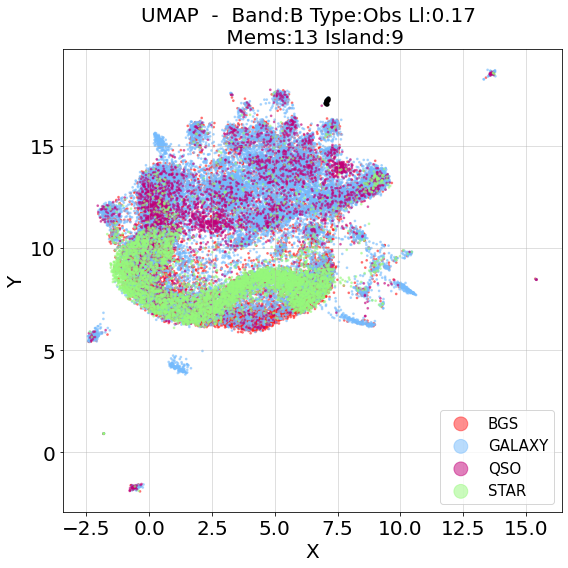 UMAP - Band:B Type:Obs Ll:0.17
Mems:13 Island:9
Y
15
10
5
0
BGS
GALAXY
QSO
STAR
−2.5 0.0 2.5 5.0 7.5 10.0 12.5 15.0
X